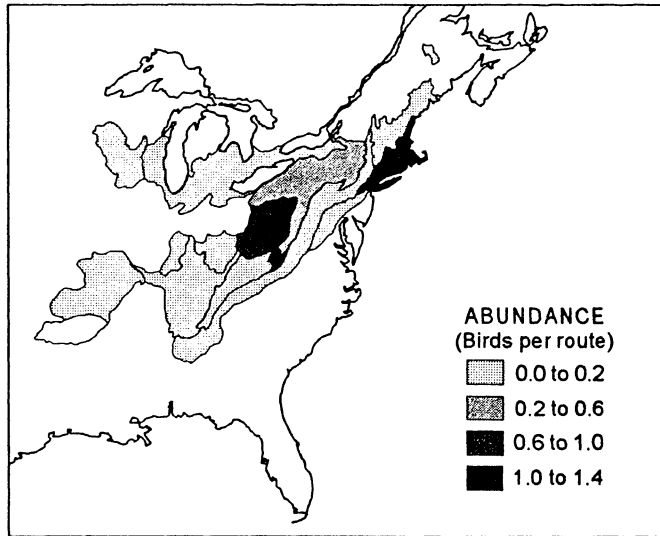 ABUNDANCE
(Birds per route)
0.0 to 0.2
0.2 to 0.6
0.6 to 1.0
1.0 to 1.4